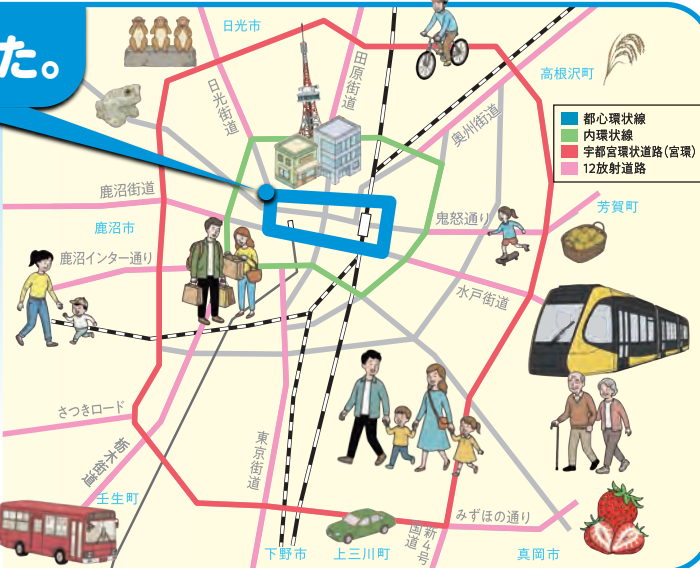 た。
日光市
高根沢町
日光街道
田原街道
奥州街道
都心環状線
内環状線
宇都宮環状道路（宮環）
12放射道路
鹿沼街道
鬼怒通り
芳賀町
鹿沼市
鹿沼インター通り
水戸街道
さつきロード
栃木街道
東京街道
壬生町
みずほの通り
新4号
国道
下野市
上三川町
真岡市